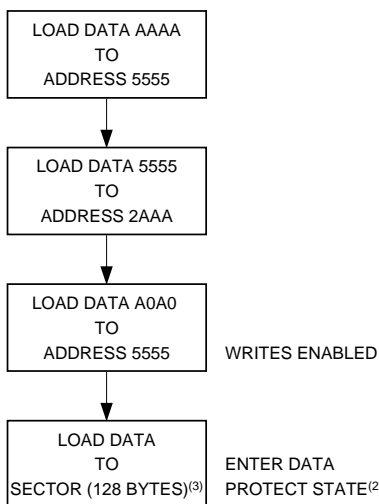 LOAD DATA AAAA
TO
ADDRESS 5555
LOAD DATA 5555
TO
ADDRESS 2AAA
LOAD DATA A0A0
TO
ADDRESS 5555
WRITES ENABLED
LOAD DATA
TO
SECTOR (128 BYTES)(3)
ENTER DATA
PROTECT STATE(2